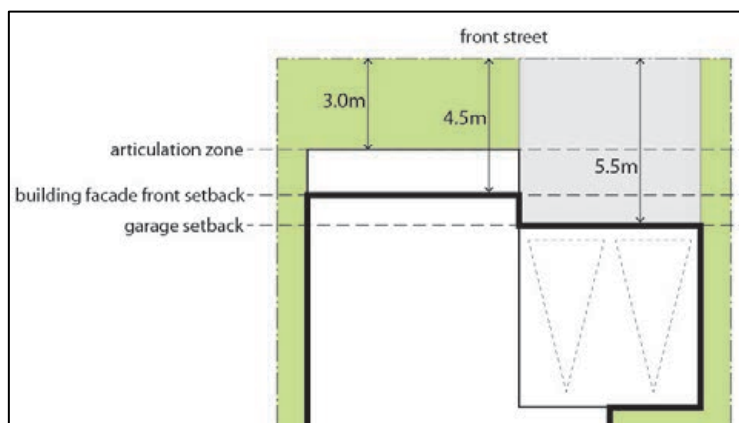 front street
3.0m
4.5m
articulation zone
5.5m
building facade front setback
garage setback